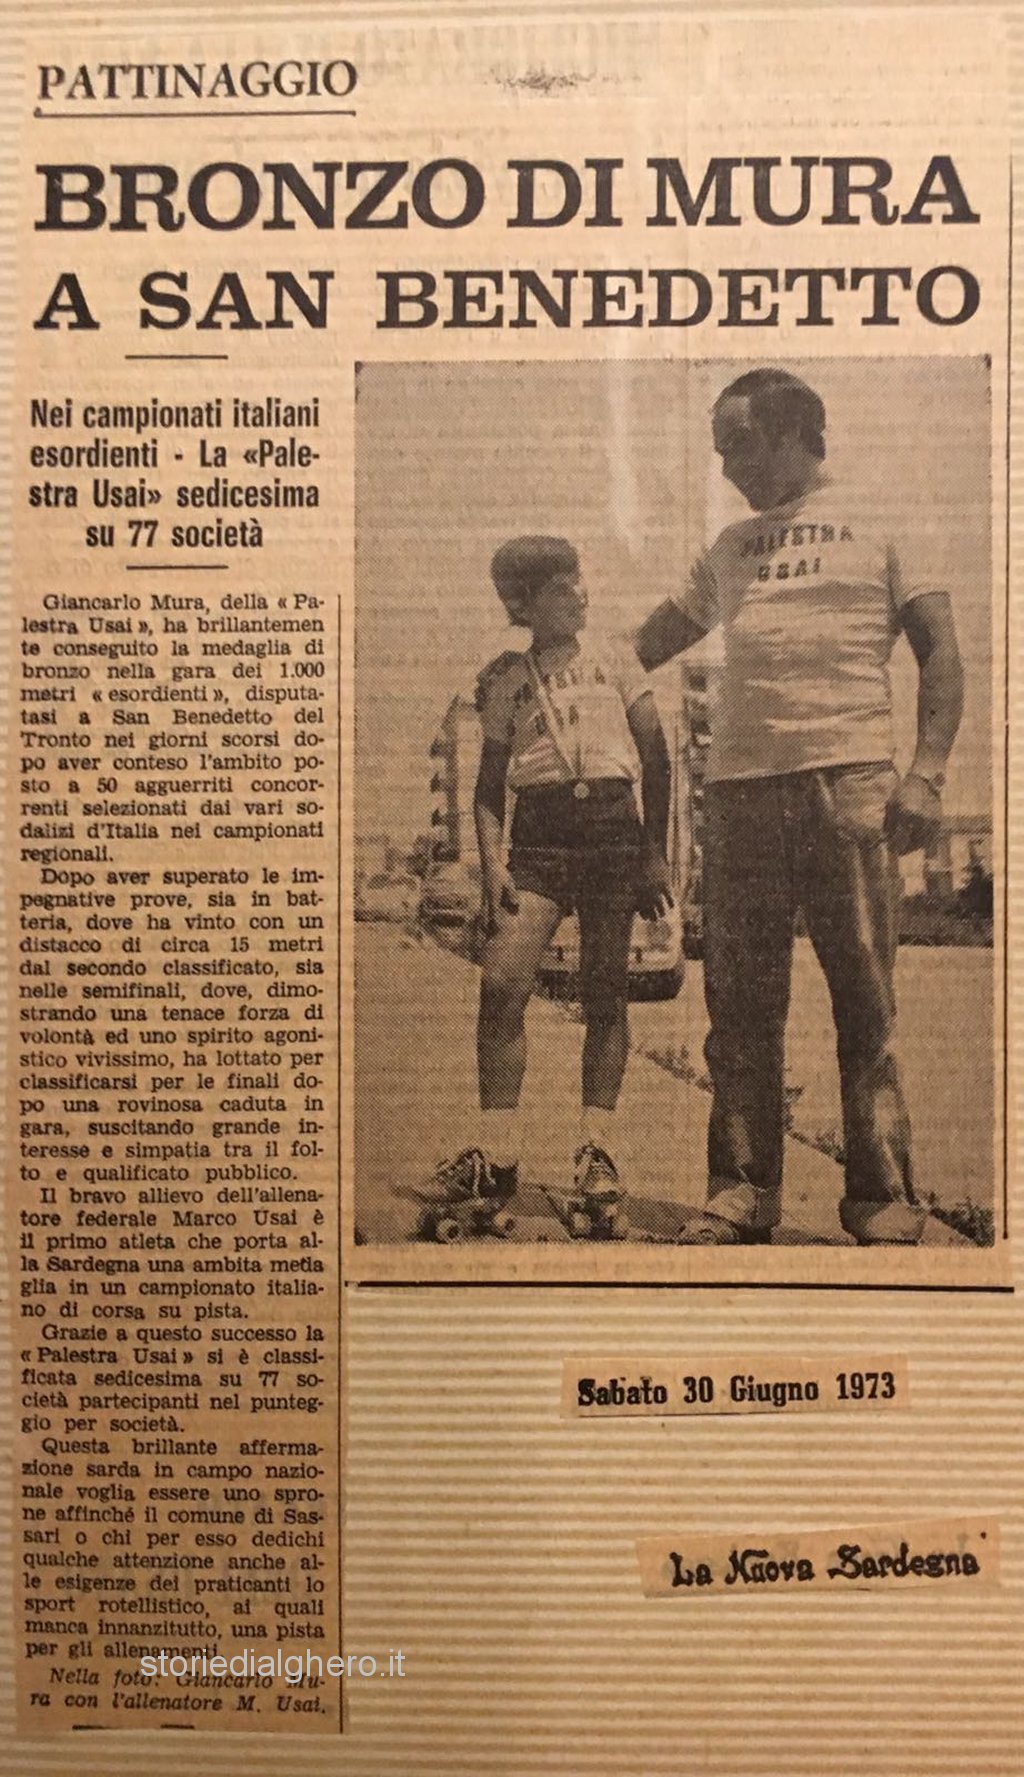 PATTINAGGIO
BRONZO DI MURA
A SAN BENEDETTO
Nei campionati italiani
esordienti - La «Pale-
stra Usai» sedicesima
su 77 società
Giancarlo Mura, della « Pa-
lestra Usai », ha brillantemen
te conseguito la medaglia di
bronzo nella gara dei 1.000
metri « esordienti », disputa-
tasi a San Benedetto del
Tronto nei giorni scorsi do-
po aver conteso l'ambito po-
sto a 50 agguerriti concor-
renti selezionati dai vari so-
dalizi d'Italia nei campionati
regionali.
Dopo aver superato le im-
pegnative prove, sia in bat-
teria, dove ha vinto con un
distacco di circa 15 metri
dal secondo classificato, sia
nelle semifinali, dove, dimo-
strando una tenace forza di
volontà ed uno spirito agoni-
stico vivissimo, ha lottato per
classificarsi per le finali do-
po una rovinosa caduta in
gara, suscitando grande in-
teresse e simpatia tra il fol-
to e qualificato pubblico.
Il bravo allievo dell'allena-
tore federale Marco Usai è
il primo atleta che porta al-
la Sardegna una ambita meda
glia in un campionato italia-
no di corsa su pista.
Grazie a questo successo la
« Palestra Usai » si è classi-
ficata sedicesima su 77 so-
cietà partecipanti nel punteg-
gio per società.
Questa brillante afferma-
zione sarda in campo nazio-
nale voglia essere uno spro-
ne affinché il comune di Sas-
sari o chi per esso dedichi
qualche attenzione anche al-
le esigenze dei praticanti lo
sport rotellistico, ai quali
manca innanzitutto, una pista
per gli allenamenti.
Nella foto: Giancarlo Mu-
ra con l'allenatore M. Usai.
PALESTRA
USAI
PALESTRA
USAI
Sabato 30 Giugno 1973
La Nuova Sardegna
storiedialghero.it